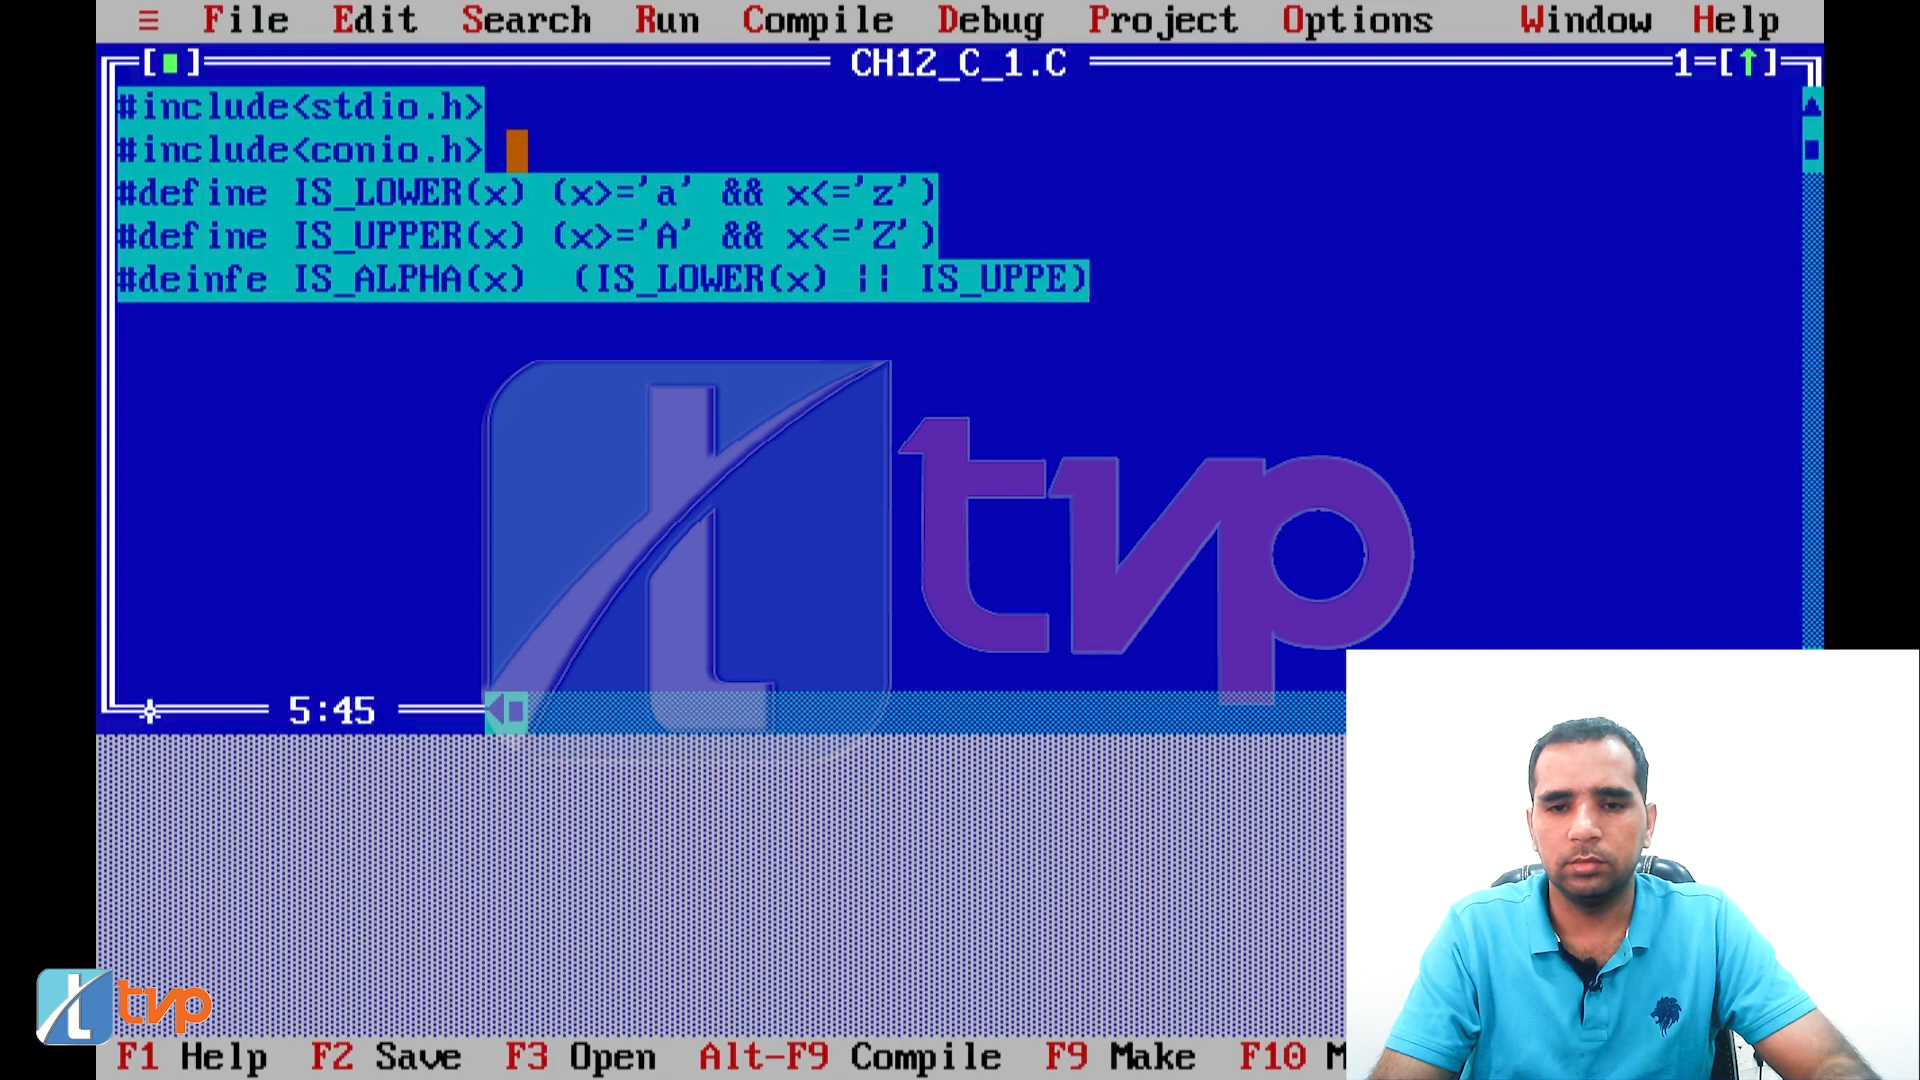 ≡ File Edit Search Run Compile Debug Project Options Window Help
[■] CH12_C_1.C 1=[↑]
#include<stdio.h>
#include<conio.h>
#define IS_LOWER(x) (x>='a' && x<='z')
#define IS_UPPER(x) (x>='A' && x<='Z')
#deinfe IS_ALPHA(x)  (IS_LOWER(x) || IS_UPPE)
tvp
5:45
tvp
F1 Help F2 Save F3 Open Alt-F9 Compile F9 Make F10 M